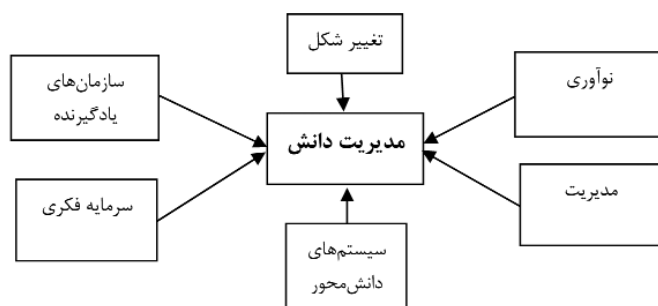 تغییر شکل
نوآوری
سازمان‌های
یادگیرنده
مدیریت دانش
مدیریت
سرمایه فکری
سیستم‌های
دانش‌محور